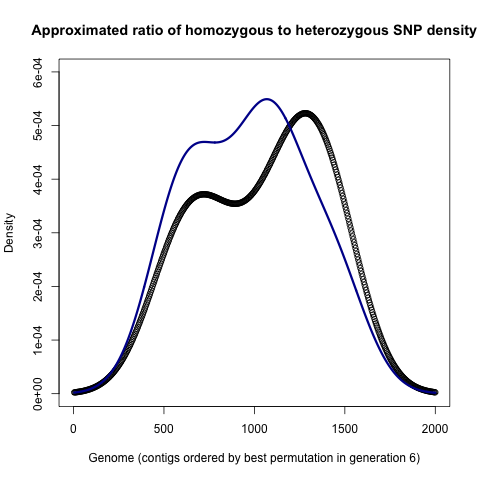 Approximated ratio of homozygous to heterozygous SNP density
6e-04
5e-04
4e-04
3e-04
2e-04
1e-04
0e+00
Density
0 500 1000 1500 2000
Genome (contigs ordered by best permutation in generation 6)